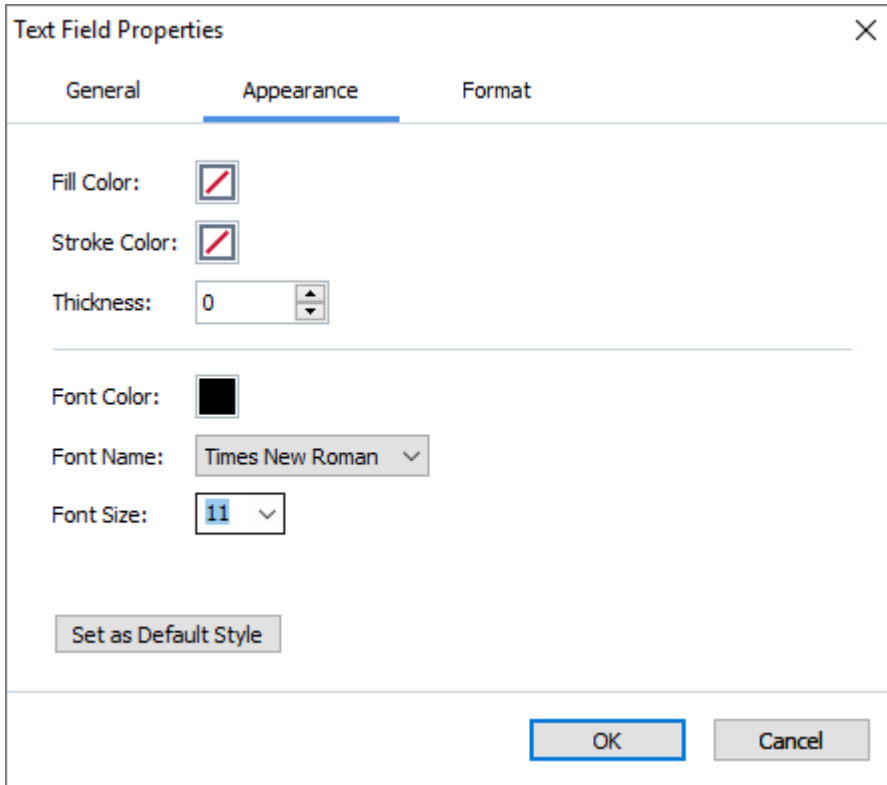 Text Field Properties
General Appearance Format
Fill Color:
Stroke Color:
Thickness: 0
Font Color:
Font Name: Times New Roman
Font Size: 11
Set as Default Style
OK Cancel